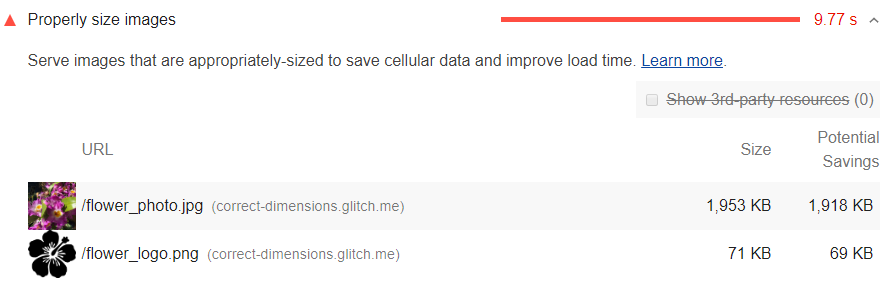 Properly size images 9.77 s
Serve images that are appropriately-sized to save cellular data and improve load time. Learn more.
Show 3rd-party resources (0)
URL Size Potential Savings
/flower_photo.jpg (correct-dimensions.glitch.me) 1,953 KB 1,918 KB
/flower_logo.png (correct-dimensions.glitch.me) 71 KB 69 KB